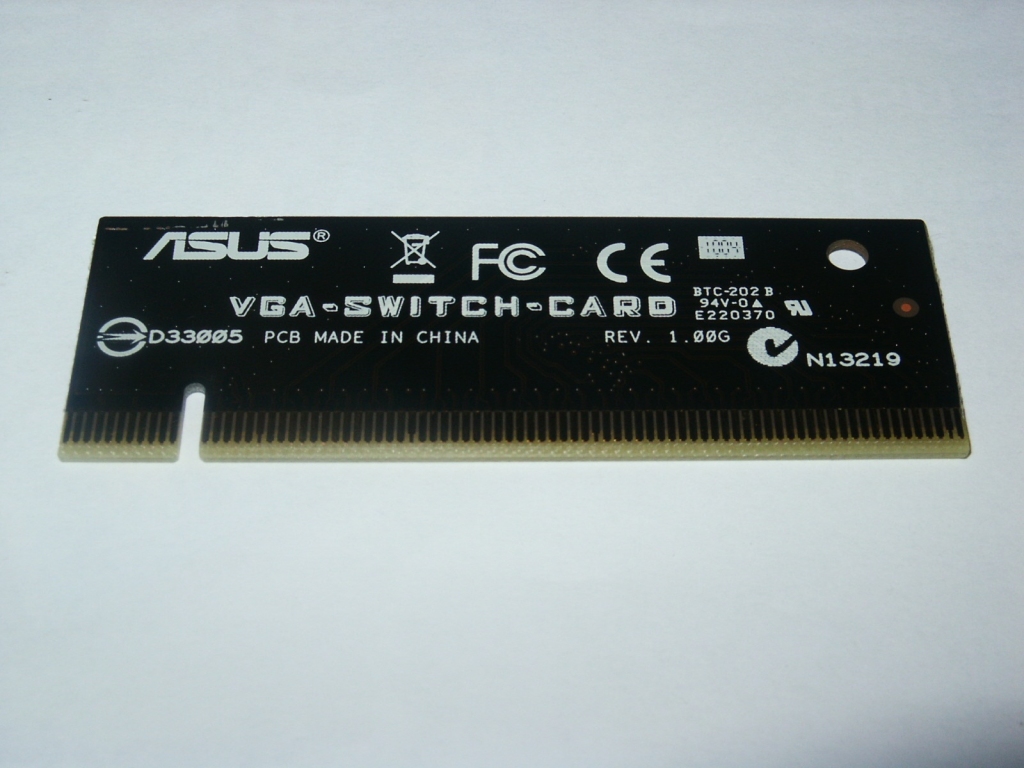 ASUS®
FC CE 1009
VGA-SWITCH-CARD
BTC-202 B
94V-0
E220370
D33005 PCB MADE IN CHINA REV. 1.00G
N13219